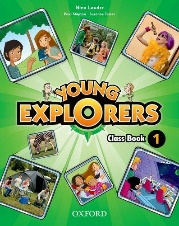 Nina Lauder
Paul Shipton Suzanne Torres
YOUNG
EXPLORERS
Class Book 1
OXFORD